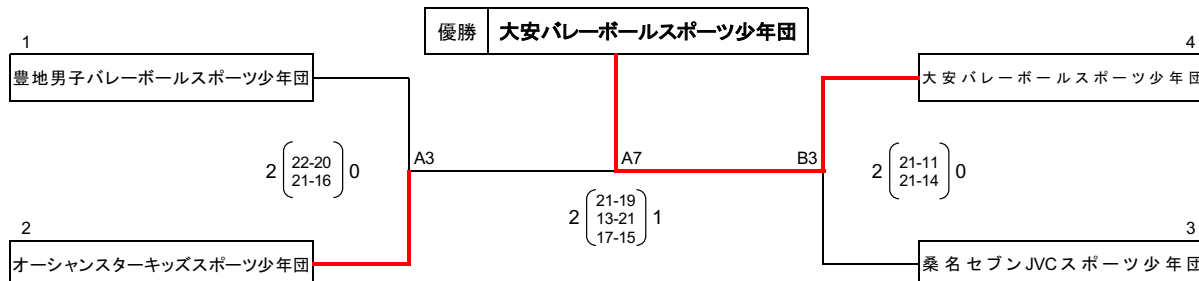 優勝 大安バレーボールスポーツ少年団
1
豊地男子バレーボールスポーツ少年団
4
大安バレーボールスポーツ少年団
A3
A7
B3
2 22-20 0
21-16
2 21-11 0
21-14
21-19
2 13-21 1
17-15
2
オーシャンスターキッズスポーツ少年団
3
桑名セブンJVCスポーツ少年団